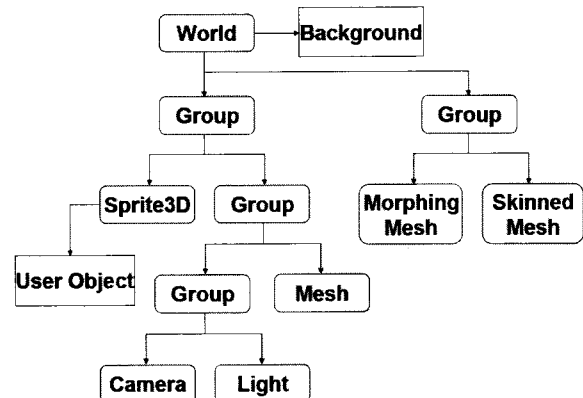 World
Background
Group
Group
Sprite3D
Group
Morphing
Mesh
Skinned
Mesh
User Object
Group
Mesh
Camera
Light